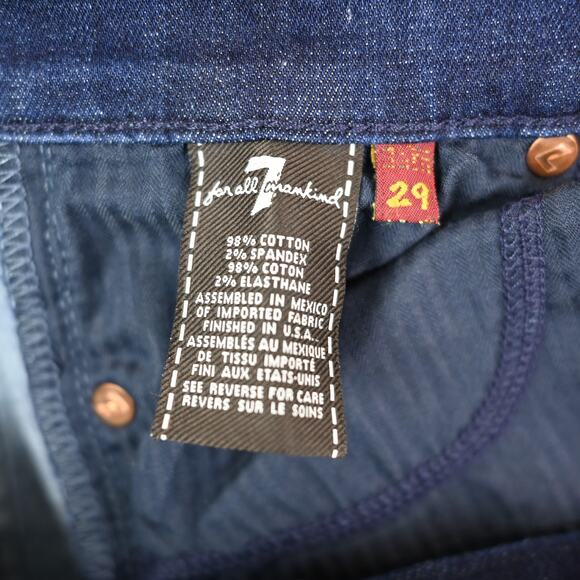 7
for all mankind
98% COTTON
2% SPANDEX
98% COTON
2% ELASTHANE
ASSEMBLED IN MEXICO
OF IMPORTED FABRIC
FINISHED IN U.S.A.
ASSEMBLÉS AU MEXIQUE
DE TISSU IMPORTÉ
FINI AUX ETATS-UNIS
SEE REVERSE FOR CARE
REVERS SUR LE SOINS
29